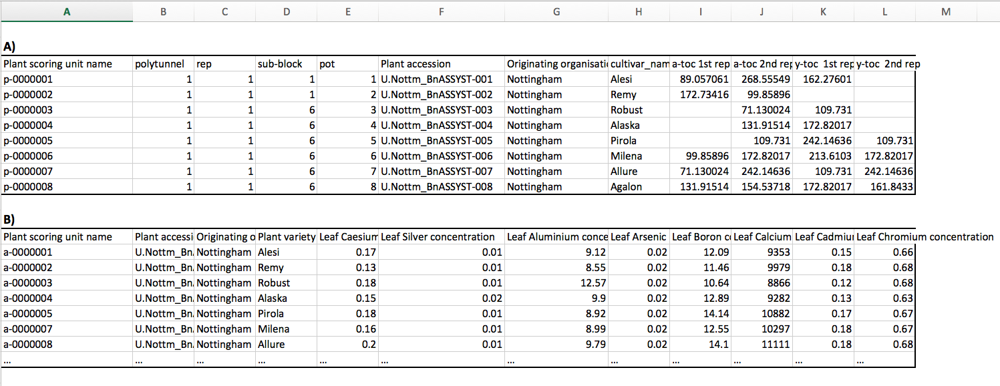 A B C D E F G H I J K L M
A)
Plant scoring unit name polytunnel rep sub-block pot Plant accession Originating organisati cultivar_nam a-toc 1st rep a-toc 2nd rep y-toc 1st rep y-toc 2nd rep
p-0000001 1 1 1 1 U.Nottm_BnASSYST-001 Nottingham Alesi 89.057061 268.55549 162.27601
p-0000002 1 1 1 2 U.Nottm_BnASSYST-002 Nottingham Remy 172.73416 99.85896
p-0000003 1 1 6 3 U.Nottm_BnASSYST-003 Nottingham Robust 71.130024 109.731
p-0000004 1 1 6 4 U.Nottm_BnASSYST-004 Nottingham Alaska 131.91514 172.82017
p-0000005 1 1 6 5 U.Nottm_BnASSYST-005 Nottingham Pirola 109.731 242.14636 109.731
p-0000006 1 1 6 6 U.Nottm_BnASSYST-006 Nottingham Milena 99.85896 172.82017 213.6103 172.82017
p-0000007 1 1 6 7 U.Nottm_BnASSYST-007 Nottingham Allure 71.130024 242.14636 109.731 242.14636
p-0000008 1 1 6 8 U.Nottm_BnASSYST-008 Nottingham Agalon 131.91514 154.53718 172.82017 161.8433
B)
Plant scoring unit name Plant accessi Originating o Plant variety Leaf Caesium Leaf Silver concentration Leaf Aluminium conce Leaf Arsenic Leaf Boron co Leaf Calcium Leaf Cadmiu Leaf Chromium concentration
a-0000001 U.Nottm_Bn Nottingham Alesi 0.17 0.01 9.12 0.02 12.09 9353 0.15 0.66
a-0000002 U.Nottm_Bn Nottingham Remy 0.13 0.01 8.55 0.02 11.46 9979 0.18 0.68
a-0000003 U.Nottm_Bn Nottingham Robust 0.18 0.01 12.57 0.02 10.64 8866 0.12 0.68
a-0000004 U.Nottm_Bn Nottingham Alaska 0.15 0.02 9.9 0.02 12.89 9282 0.13 0.63
a-0000005 U.Nottm_Bn Nottingham Pirola 0.18 0.01 8.92 0.02 14.14 10882 0.17 0.67
a-0000007 U.Nottm_Bn Nottingham Milena 0.16 0.01 8.99 0.02 12.55 10297 0.18 0.67
a-0000008 U.Nottm_Bn Nottingham Allure 0.2 0.01 9.79 0.02 14.1 11111 0.18 0.68
... ... ... ... ... ... ... ... ... ... ... ...